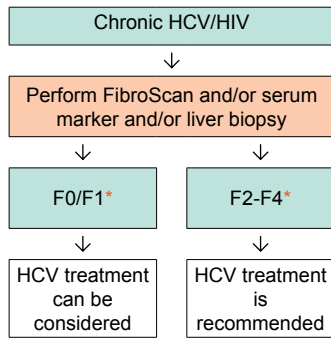 Chronic HCV/HIV
Perform FibroScan and/or serum
marker and/or liver biopsy
F0/F1*
F2-F4*
HCV treatment
can be
considered
HCV treatment
is
recommended